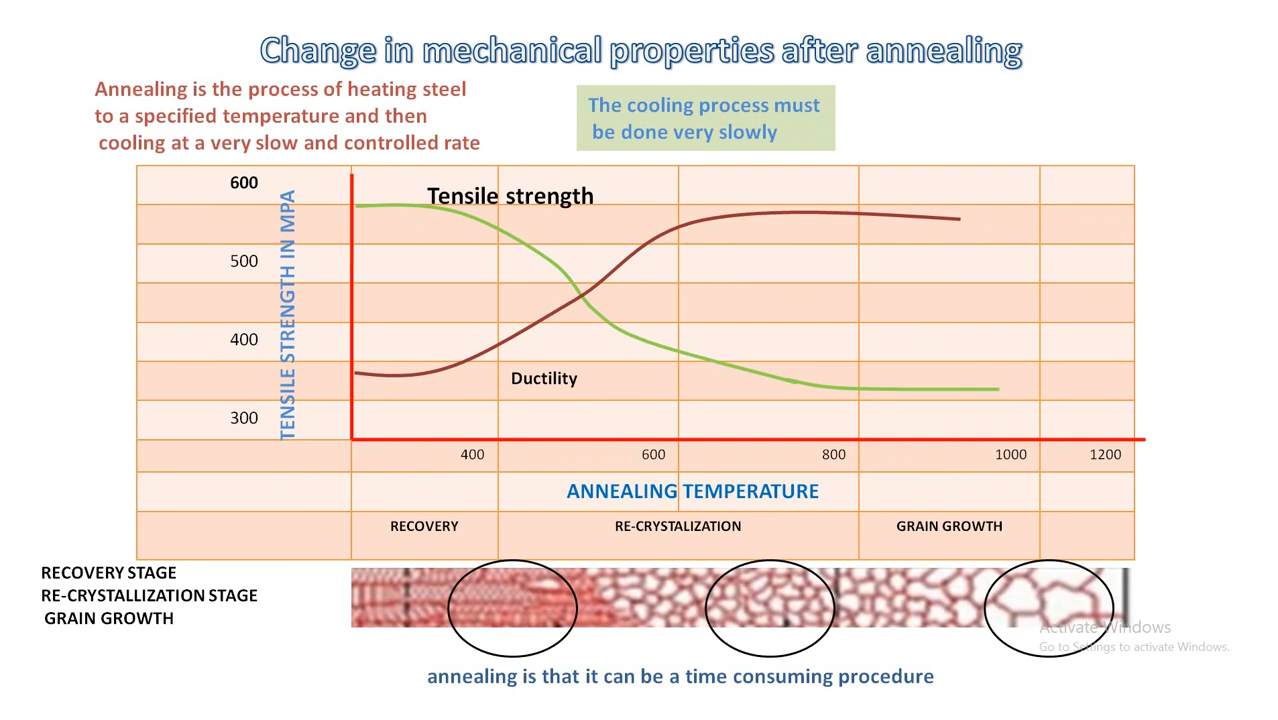 Change in mechanical properties after annealing
Annealing is the process of heating steel
to a specified temperature and then
cooling at a very slow and controlled rate
The cooling process must
be done very slowly
600
500
400
300
TENSILE STRENGTH IN MPA
Tensile strength
Ductility
400 600 800 1000 1200
ANNEALING TEMPERATURE
RECOVERY RE-CRYSTALIZATION GRAIN GROWTH
RECOVERY STAGE
RE-CRYSTALLIZATION STAGE
GRAIN GROWTH
Activate Windows
Go to Settings to activate Windows.
annealing is that it can be a time consuming procedure